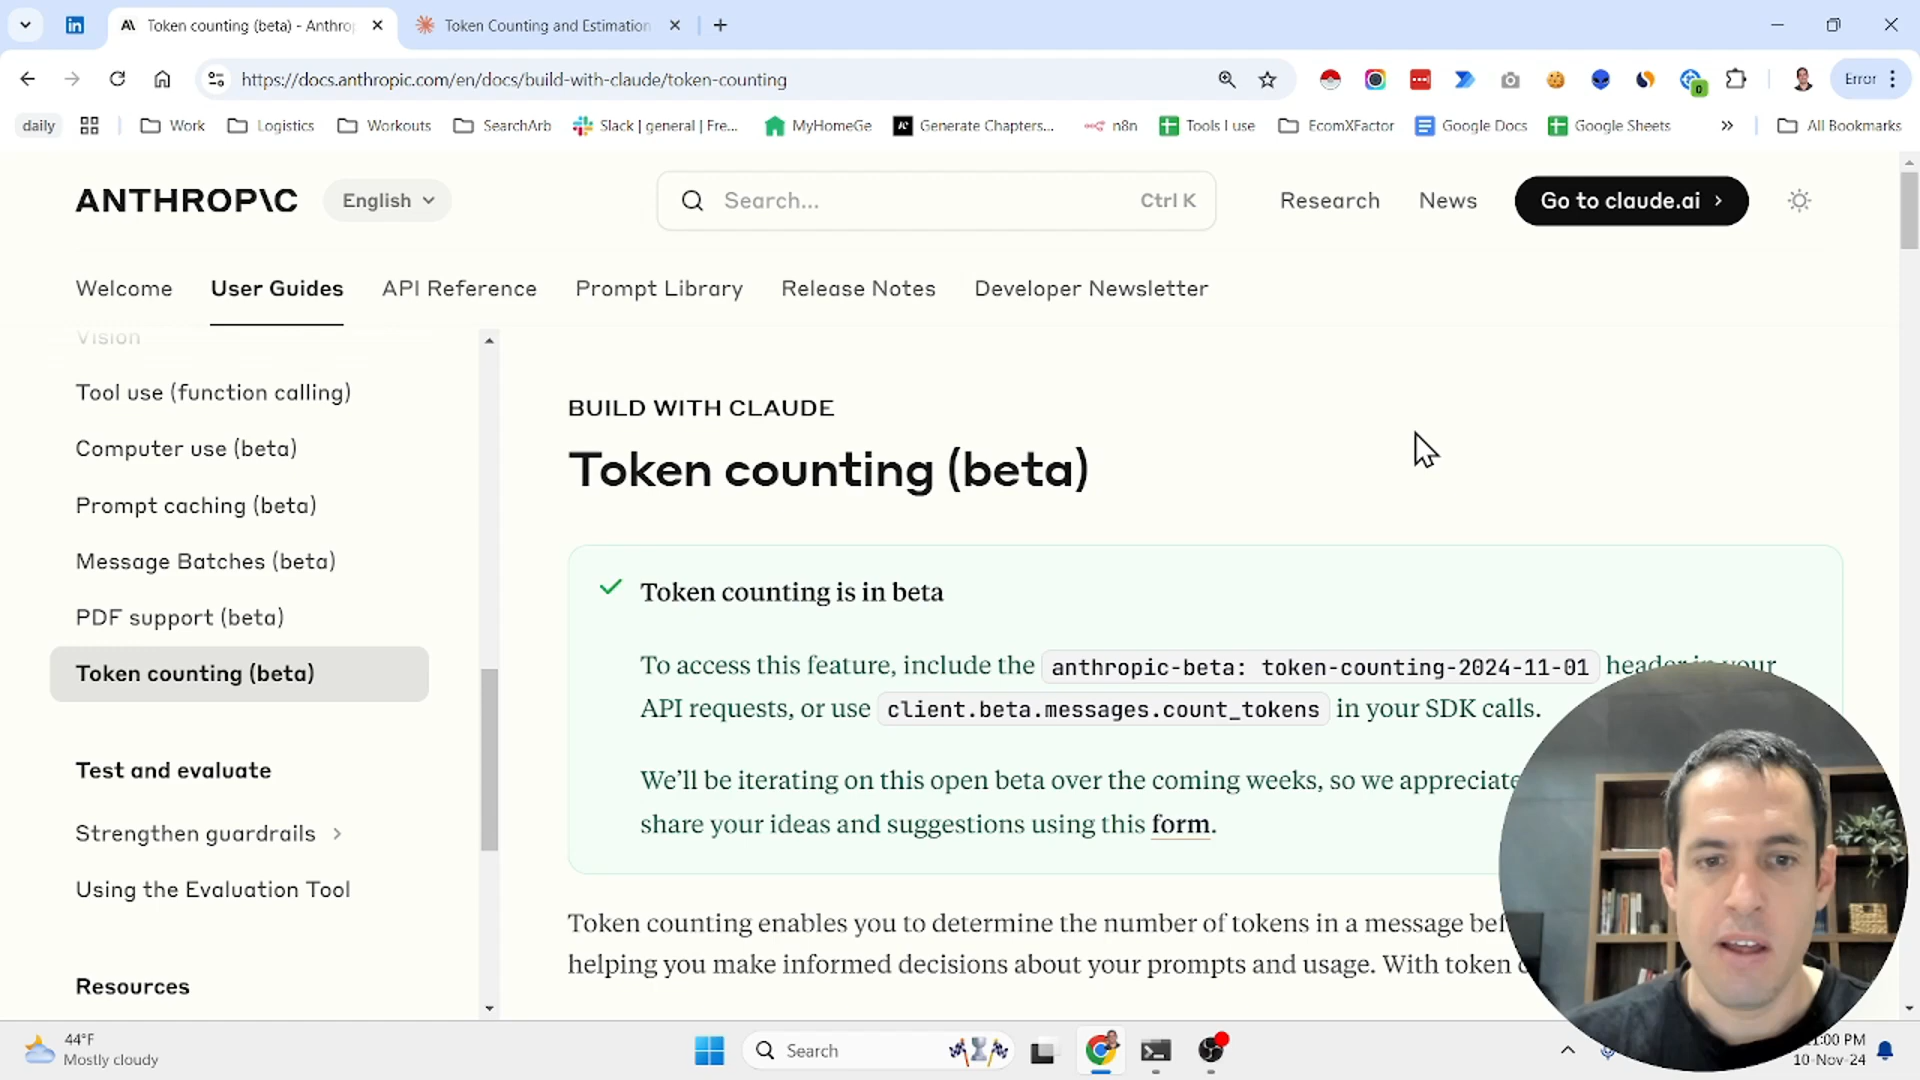 Token counting (beta) - Anthrop
Token Counting and Estimation
https://docs.anthropic.com/en/docs/build-with-claude/token-counting
0
Error
daily
Work
Logistics
Workouts
SearchArb
Slack | general | Fre...
MyHomeGe
Generate Chapters...
n8n
Tools I use
EcomXFactor
Google Docs
Google Sheets
All Bookmarks
ANTHROP\C
English
Search...
Ctrl K
Research
News
Go to claude.ai
Welcome
User Guides
API Reference
Prompt Library
Release Notes
Developer Newsletter
Vision
Tool use (function calling)
Computer use (beta)
Prompt caching (beta)
Message Batches (beta)
PDF support (beta)
Token counting (beta)
Test and evaluate
Strengthen guardrails
Using the Evaluation Tool
Resources
BUILD WITH CLAUDE
Token counting (beta)
Token counting is in beta
To access this feature, include the anthropic-beta: token-counting-2024-11-01 header in your
API requests, or use client.beta.messages.count_tokens in your SDK calls.
We'll be iterating on this open beta over the coming weeks, so we appreciate
share your ideas and suggestions using this form.
Token counting enables you to determine the number of tokens in a message bef
helping you make informed decisions about your prompts and usage. With token
44°F
Mostly cloudy
Search
:00 PM
10-Nov-24